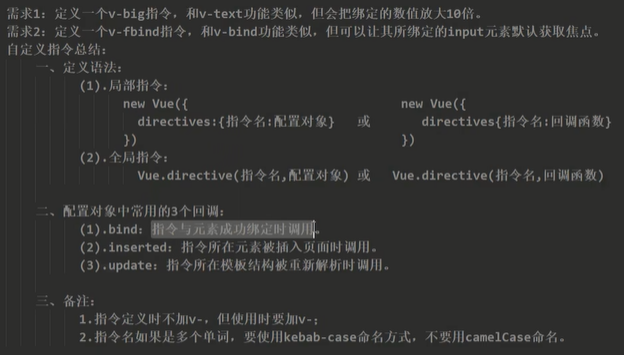 需求1：定义一个v-big指令，和v-text功能类似，但会把绑定的数值放大10倍。
需求2：定义一个v-fbind指令，和v-bind功能类似，但可以让其所绑定的input元素默认获取焦点。
自定义指令总结：
一、定义语法：
(1).局部指令：
new Vue({ new Vue({
directives:{指令名:配置对象} 或 directives{指令名:回调函数}
}) })
(2).全局指令：
Vue.directive(指令名,配置对象) 或 Vue.directive(指令名,回调函数)
二、配置对象中常用的3个回调：
(1).bind：指令与元素成功绑定时调用。
(2).inserted：指令所在元素被插入页面时调用。
(3).update：指令所在模板结构被重新解析时调用。
三、备注：
1.指令定义时不加v-，但使用时要加v-；
2.指令名如果是多个单词，要使用kebab-case命名方式，不要用camelCase命名。